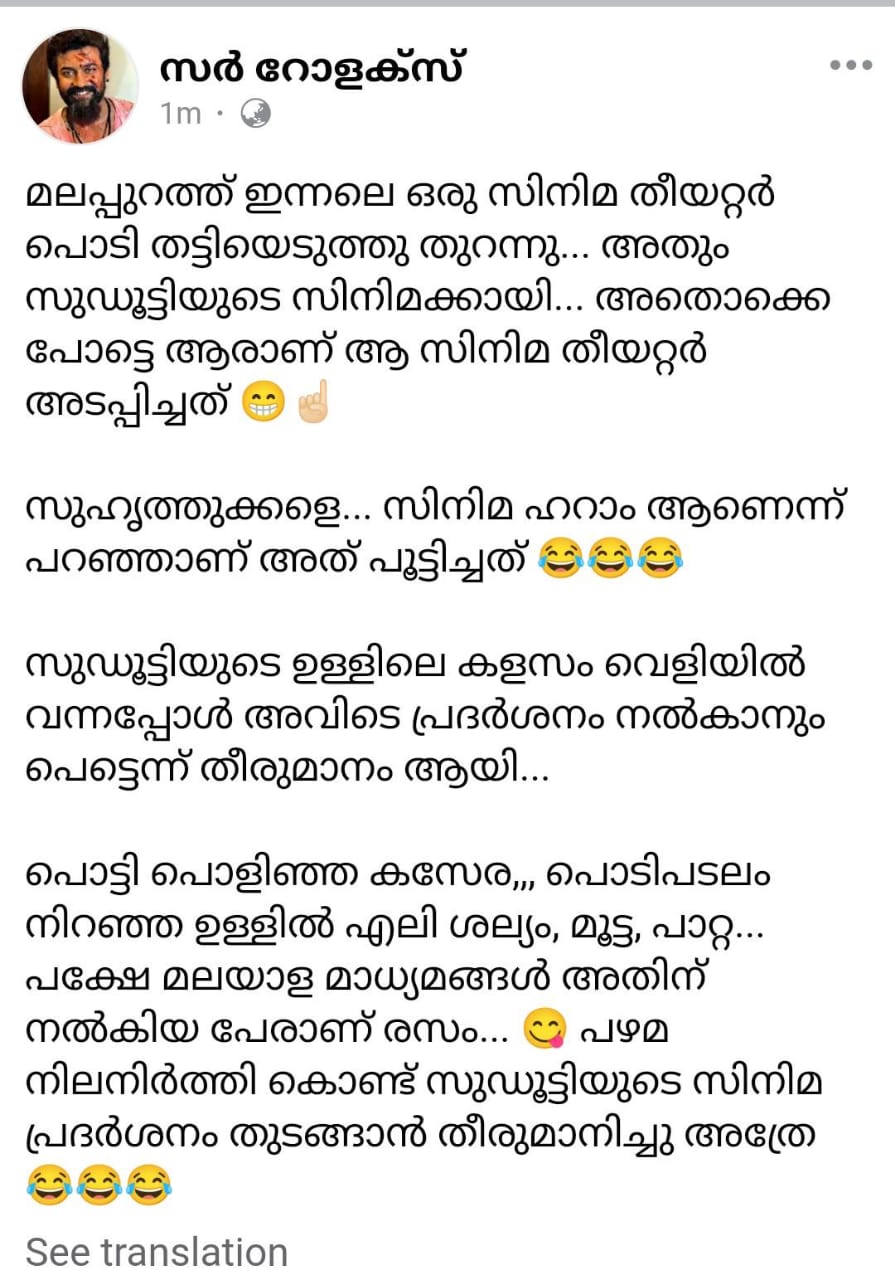 സർ റോളക്സ്
1m ·
മലപ്പുറത്ത് ഇന്നലെ ഒരു സിനിമ തീയറ്റർ
പൊടി തട്ടിയെടുത്തു തുറന്നു... അതും
സുഡൂട്ടിയുടെ സിനിമക്കായി... അതൊക്കെ
പോട്ടെ ആരാണ് ആ സിനിമ തീയറ്റർ
അടപ്പിച്ചത് 😁☝🏻
സുഹൃത്തുക്കളെ... സിനിമ ഹറാം ആണെന്ന്
പറഞ്ഞാണ് അത് പൂട്ടിച്ചത് 😂😂😂
സുഡൂട്ടിയുടെ ഉള്ളിലെ കളസം വെളിയിൽ
വന്നപ്പോൾ അവിടെ പ്രദർശനം നൽകാനും
പെട്ടെന്ന് തീരുമാനം ആയി...
പൊട്ടി പൊളിഞ്ഞ കസേര,,, പൊടിപടലം
നിറഞ്ഞ ഉള്ളിൽ എലി ശല്യം, മൂട്ട, പാറ്റ...
പക്ഷേ മലയാള മാധ്യമങ്ങൾ അതിന്
നൽകിയ പേരാണ് രസം... 😋 പഴമ
നിലനിർത്തി കൊണ്ട് സുഡൂട്ടിയുടെ സിനിമ
പ്രദർശനം തുടങ്ങാൻ തീരുമാനിച്ചു അത്രേ
😂😂😂
See translation